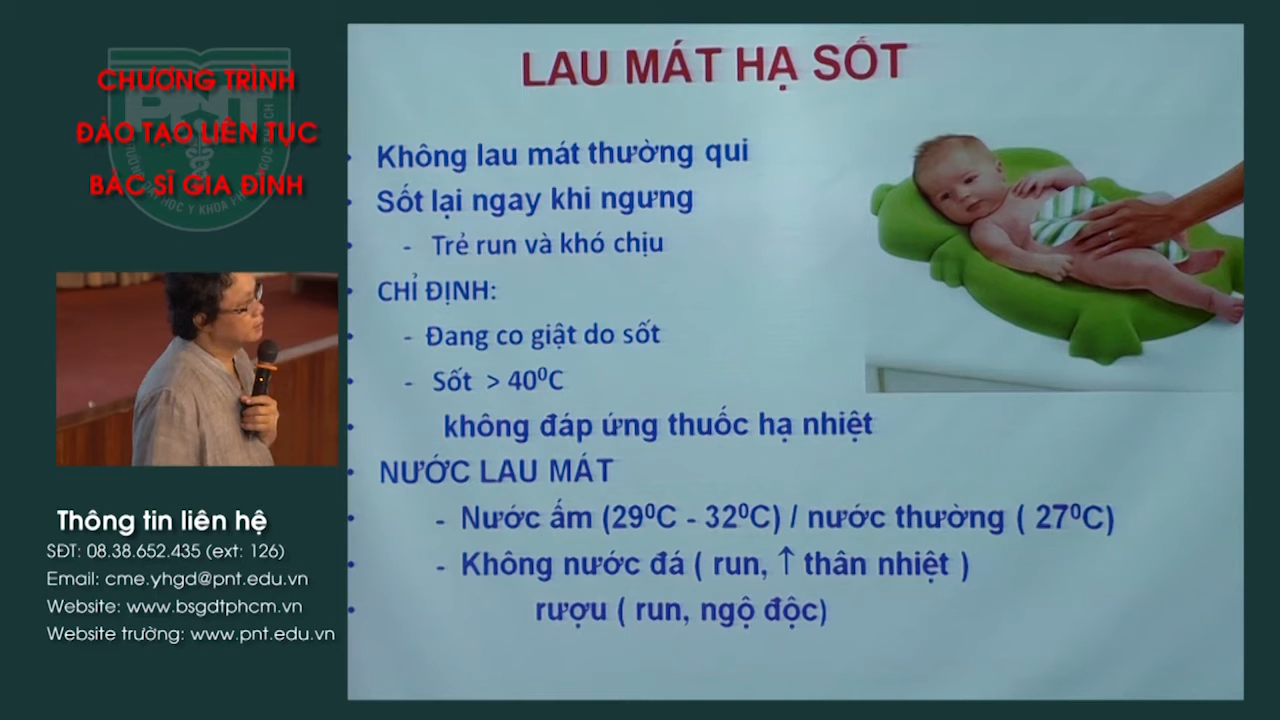 CHƯƠNG TRÌNH
ĐÀO TẠO LIÊN TỤC
BÁC SĨ GIA ĐÌNH
PNT
Thông tin liên hệ
SĐT: 08.38.652.435 (ext: 126)
Email: cme.yhgd@pnt.edu.vn
Website: www.bsgdtphcm.vn
Website trường: www.pnt.edu.vn
LAU MÁT HẠ SỐT
• Không lau mát thường qui
• Sốt lại ngay khi ngưng
• - Trẻ run và khó chịu
• CHỈ ĐỊNH:
• - Đang co giật do sốt
• - Sốt > 40⁰C
• không đáp ứng thuốc hạ nhiệt
• NƯỚC LAU MÁT
• - Nước ấm (29⁰C - 32⁰C) / nước thường ( 27⁰C)
• - Không nước đá ( run, ↑ thân nhiệt )
• rượu ( run, ngộ độc)